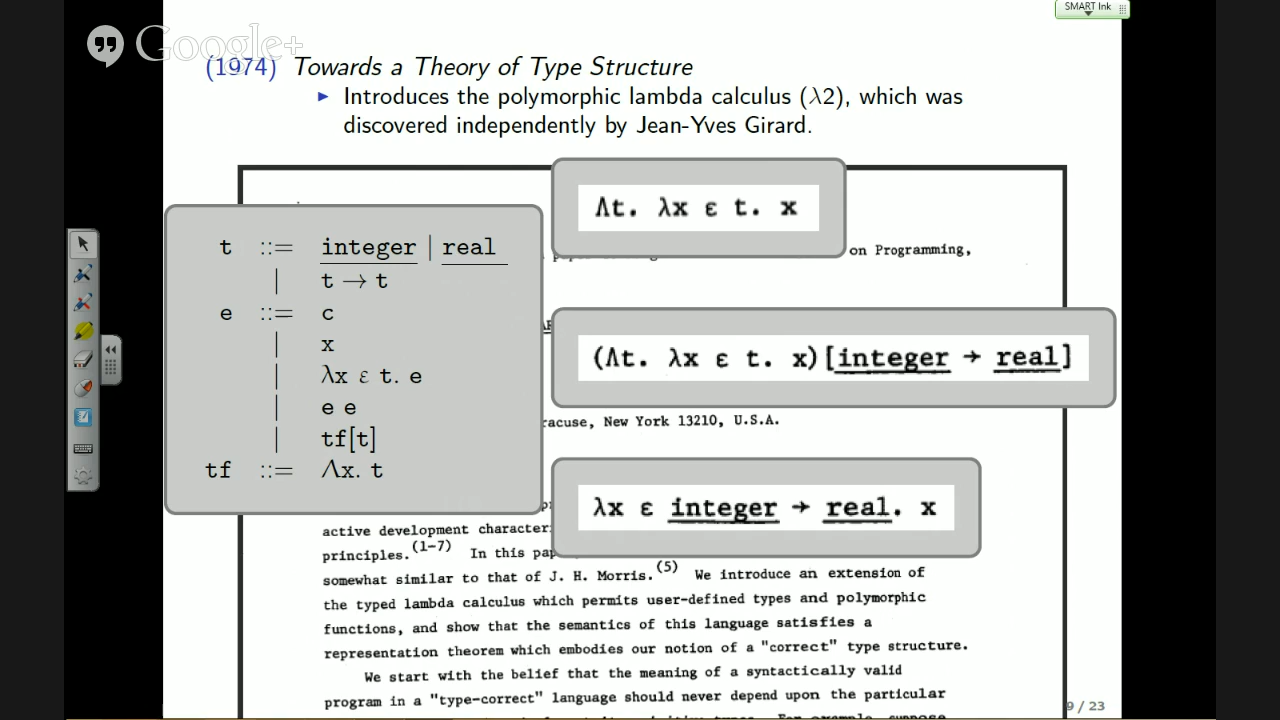 SMART Ink
Google+
(1974) Towards a Theory of Type Structure
► Introduces the polymorphic lambda calculus (λ2), which was
discovered independently by Jean-Yves Girard.
Λt. λx ε t. x
t ::= integer | real
| t → t
e ::= c
| x
| λx ε t. e
| e e
| tf[t]
tf ::= Λx. t
on Programming,
(Λt. λx ε t. x)[integer → real]
acuse, New York 13210, U.S.A.
λx ε integer → real. x
active development
principles.(1-7) In this
somewhat similar to that of J. H. Morris.(5) We introduce an extension of
the typed lambda calculus which permits user-defined types and polymorphic
functions, and show that the semantics of this language satisfies a
representation theorem which embodies our notion of a "correct" type structure.
We start with the belief that the meaning of a syntactically valid
program in a "type-correct" language should never depend upon the particular
9 / 23